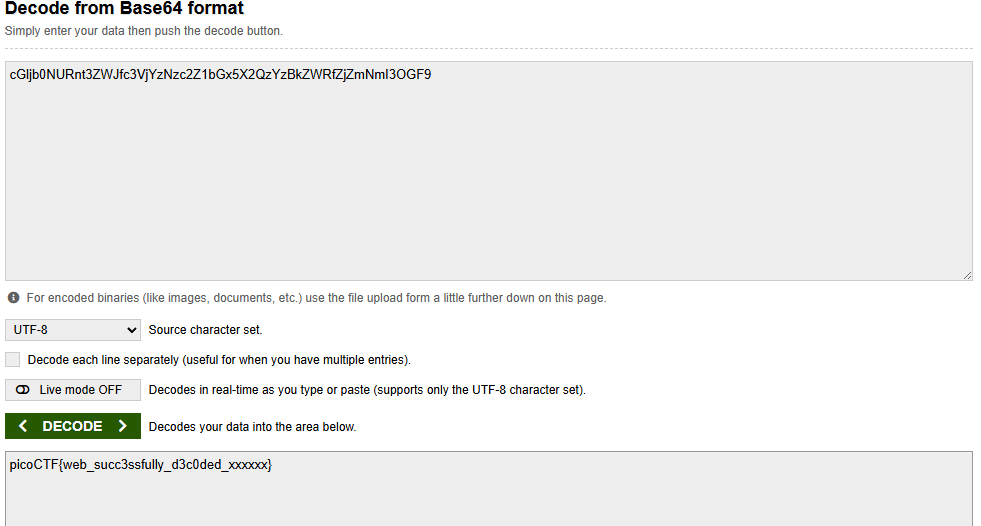 Decode from Base64 format
Simply enter your data then push the decode button.
cGljb0NURnt3ZWJfc3VjYzNzc2Z1bGx5X2QzYzBkZWRfZjZmNmI3OGF9
For encoded binaries (like images, documents, etc.) use the file upload form a little further down on this page.
UTF-8 Source character set.
Decode each line separately (useful for when you have multiple entries).
Live mode OFF Decodes in real-time as you type or paste (supports only the UTF-8 character set).
< DECODE > Decodes your data into the area below.
picoCTF{web_succ3ssfully_d3c0ded_xxxxxx}